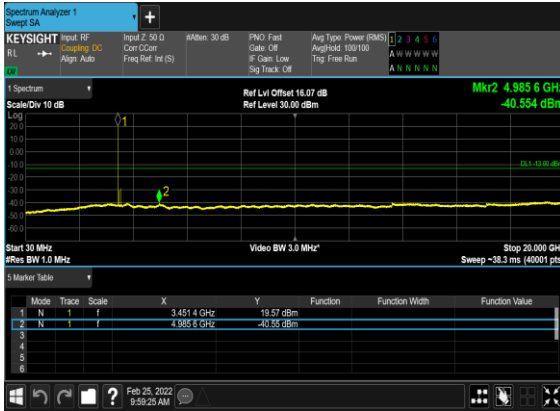 Spectrum Analyzer 1
Swept SA
+
KEYSIGHT Input: RF Input Z: 50 Ω #Atten: 30 dB PNO: Fast Avg Type: Power (RMS) 1 2 3 4 5 6
RL Coupling: DC Corr CCorr Gate: Off Avg|Hold: 100/100 A W W W W W
Align: Auto Freq Ref: Int (S) IF Gain: Low Trig: Free Run
Sig Track: Off A N N N N N
1 Spectrum Ref Lvl Offset 16.07 dB Mkr2 4.985 6 GHz
Scale/Div 10 dB Ref Level 30.00 dBm -40.554 dBm
Log
20.0
10.0
0.00
-10.0
-20.0
-30.0
-40.0
-50.0
-60.0
1
2
DL1 -13.00 dBm
Start 30 MHz Video BW 3.0 MHz* Stop 20.000 GHz
#Res BW 1.0 MHz Sweep ~38.3 ms (40001 pts)
5 Marker Table
Mode Trace Scale X Y Function Function Width Function Value
1 N 1 f 3.451 4 GHz 19.57 dBm
2 N 1 f 4.985 6 GHz -40.55 dBm
3
4
5
6
? Feb 25, 2022
9:59:25 AM